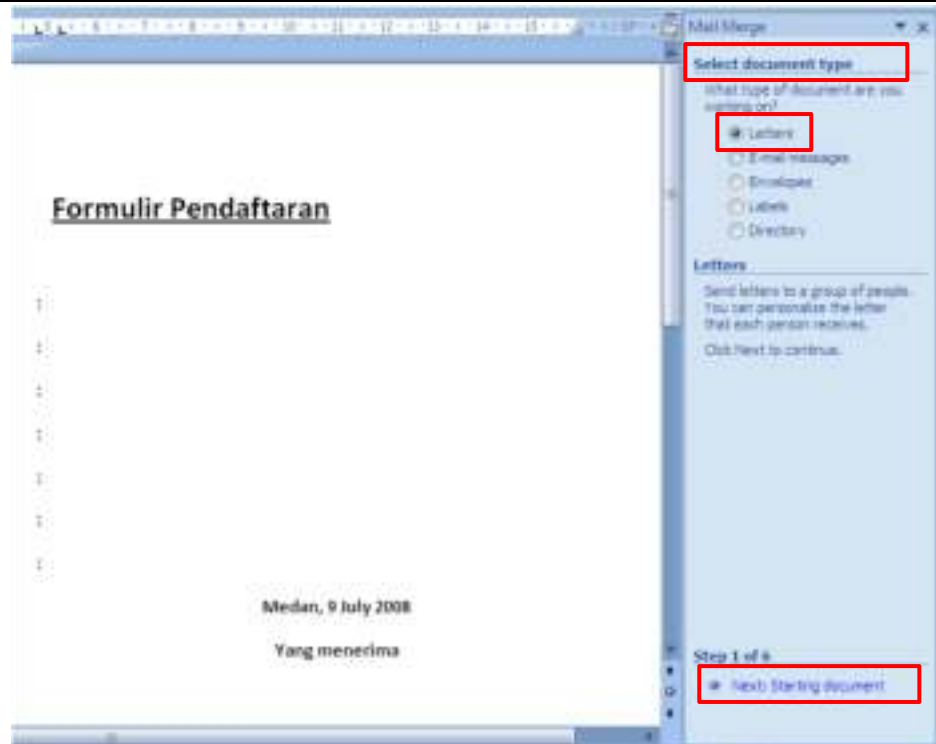 Mail Merge
Select document type
What type of document are you
working on?
Letters
E-mail messages
Envelopes
Labels
Directory
Letters
Send letters to a group of people.
You can personalize the letter
that each person receives.
Click Next to continue.
Step 1 of 6
Next: Starting document
Formulir Pendaftaran
:
:
:
:
:
:
:
Medan, 9 July 2008
Yang menerima